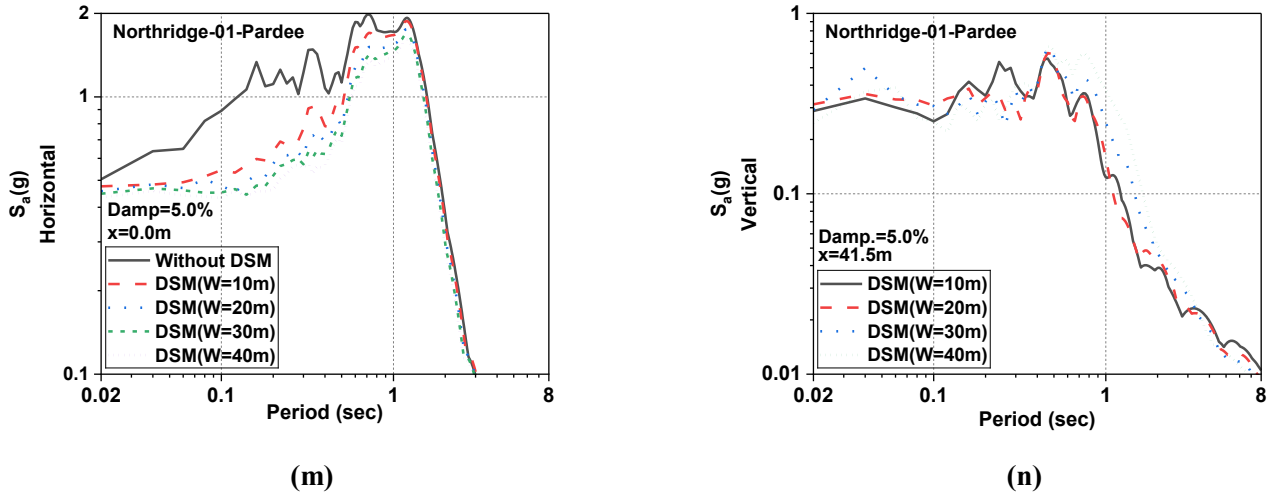 2
1
0.1
0.02
0.1
1
8
S_a(g)
Horizontal
Period (sec)
Northridge-01-Pardee
Damp=5.0%
x=0.0m
Without DSM
DSM(W=10m)
DSM(W=20m)
DSM(W=30m)
DSM(W=40m)
(m)
1
0.1
0.01
0.02
0.1
1
8
S_a(g)
Vertical
Period (sec)
Northridge-01-Pardee
Damp.=5.0%
x=41.5m
DSM(W=10m)
DSM(W=20m)
DSM(W=30m)
DSM(W=40m)
(n)